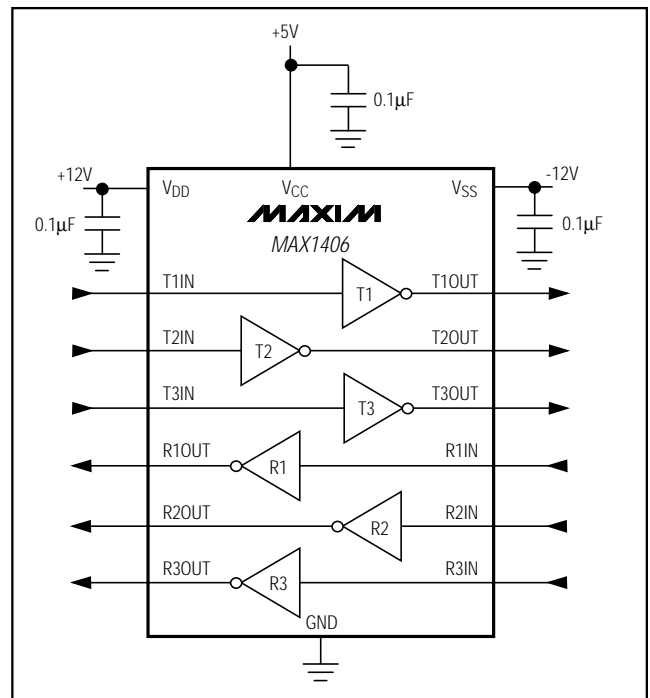 +5V
0.1µF
+12V
VDD
VCC
VSS
-12V
0.1µF
MAXIM
0.1µF
MAX1406
T1IN
T1
T1OUT
T2IN
T2
T2OUT
T3IN
T3
T3OUT
R1OUT
R1
R1IN
R2OUT
R2
R2IN
R3OUT
R3
R3IN
GND